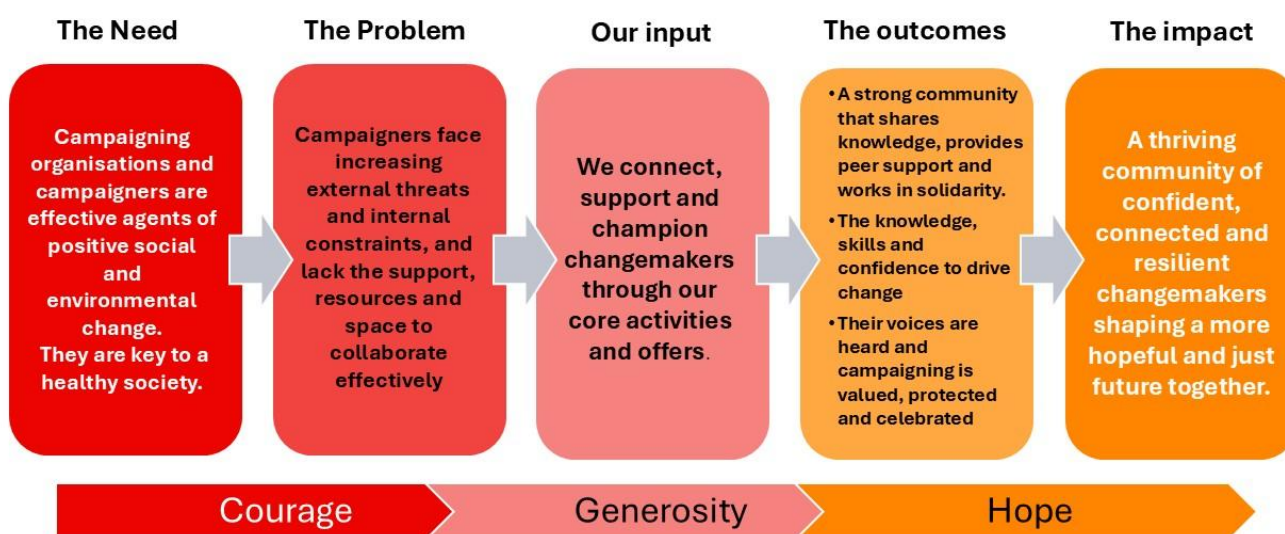 The Need
The Problem
Our input
The outcomes
The impact
Campaigning
organisations and
campaigners are
effective agents of
positive social
and
environmental
change.
They are key to a
healthy society.
Campaigners face
increasing
external threats
and internal
constraints, and
lack the support,
resources and
space to
collaborate
effectively
We connect,
support and
champion
changemakers
through our
core activities
and offers.
•A strong community
that shares
knowledge, provides
peer support and
works in solidarity.
•The knowledge,
skills and
confidence to drive
change
•Their voices are
heard and
campaigning is
valued, protected
and celebrated
A thriving
community of
confident,
connected and
resilient
changemakers
shaping a more
hopeful and just
future together.
Courage
Generosity
Hope